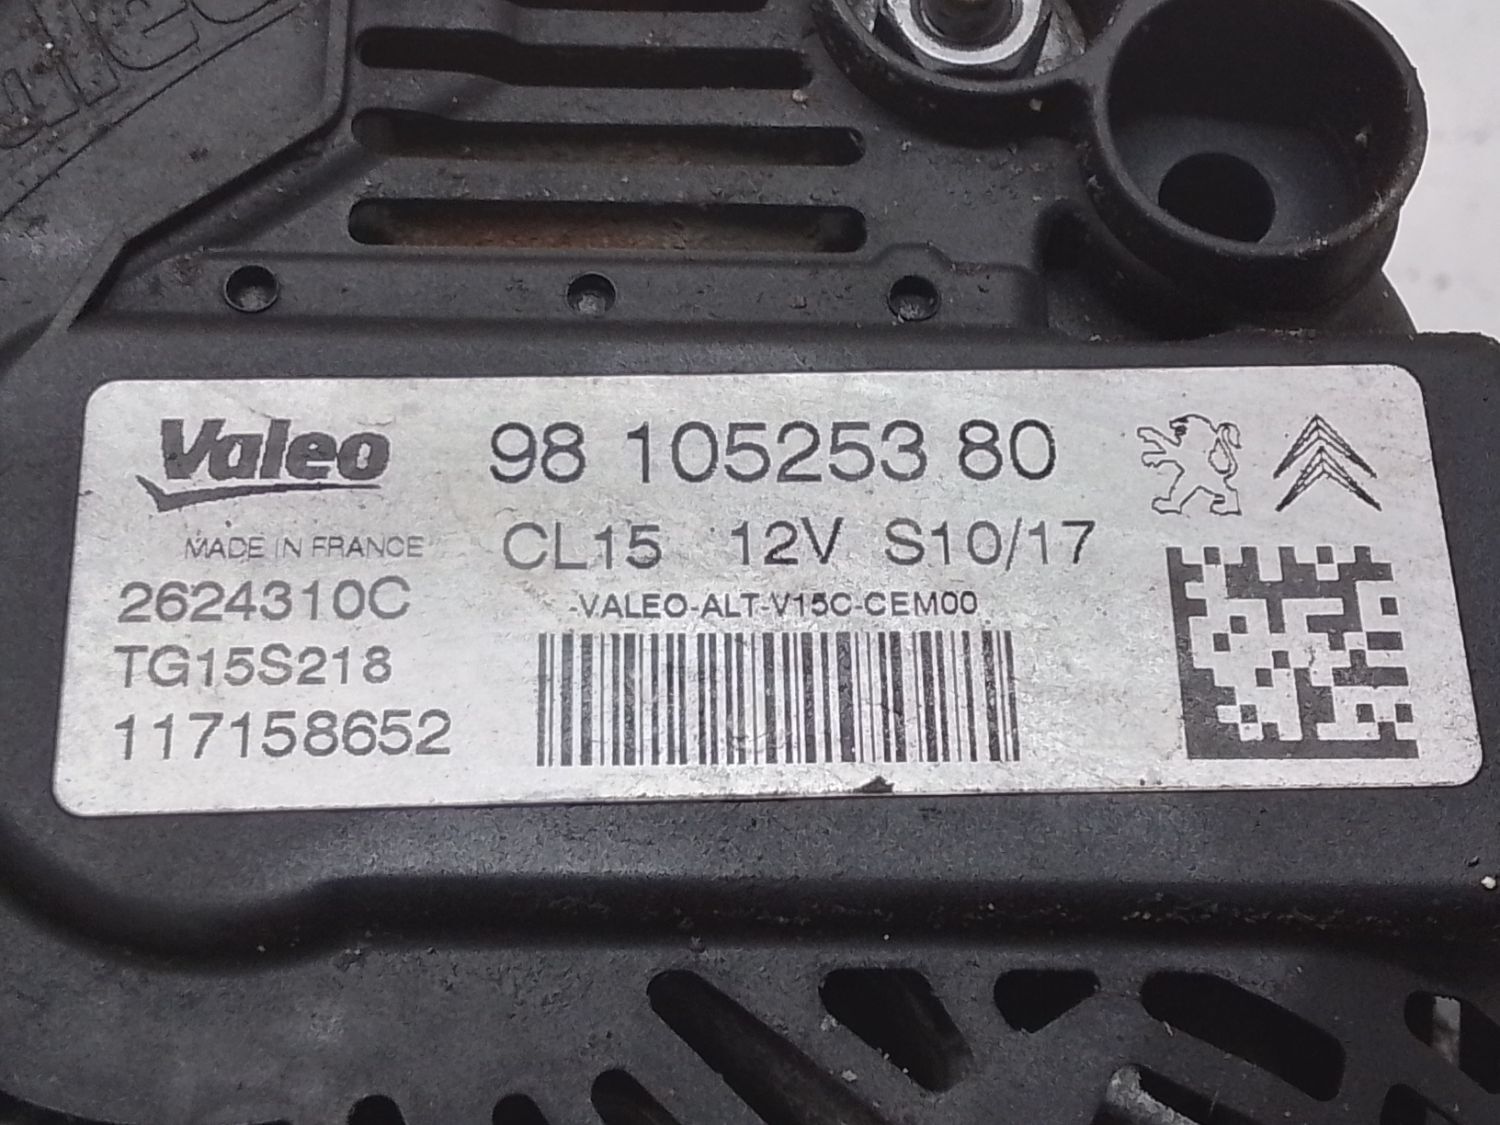 Valeo 98 105253 80
MADE IN FRANCE CL15 12V S10/17
2624310C -VALEO-ALT-V15C-CEM00
TG15S218
117158652